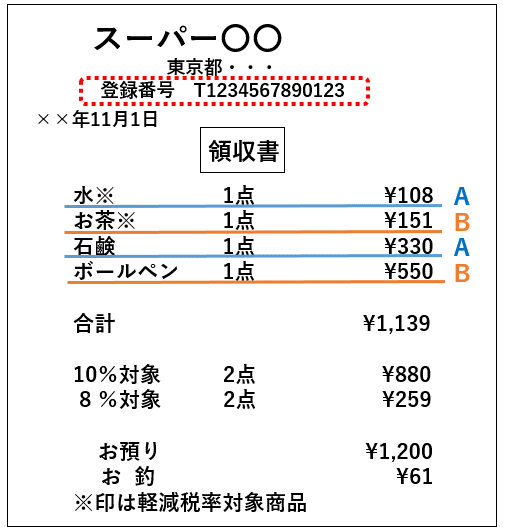 スーパー〇〇
東京都・・・
登録番号　T1234567890123
××年11月1日
領収書
水※　1点　¥108　A
お茶※　1点　¥151　B
石鹸　1点　¥330　A
ボールペン　1点　¥550　B
合計　¥1,139
10％対象　2点　¥880
８％対象　2点　¥259
お預り　¥1,200
お 釣　¥61
※印は軽減税率対象商品